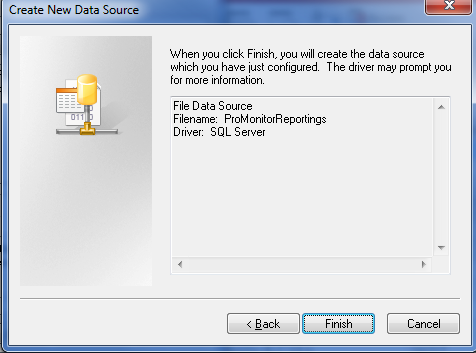 Create New Data Source
When you click Finish, you will create the data source
which you have just configured.  The driver may prompt you
for more information.
File Data Source
Filename:  ProMonitorReportings
Driver:  SQL Server
< Back
Finish
Cancel